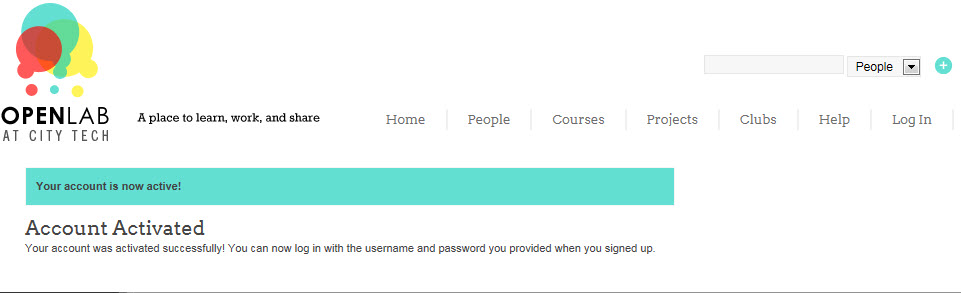 People
OPENLAB
AT CITY TECH
A place to learn, work, and share
Home
People
Courses
Projects
Clubs
Help
Log In
Your account is now active!
Account Activated
Your account was activated successfully! You can now log in with the username and password you provided when you signed up.